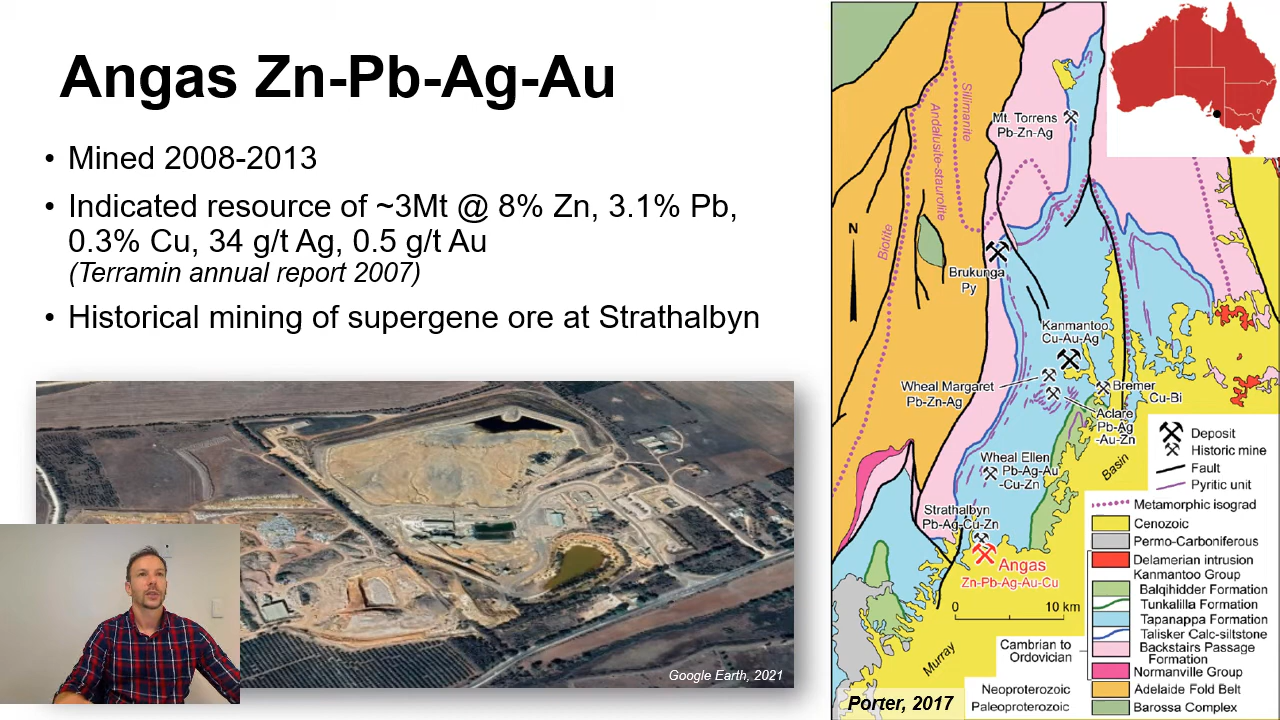 Angas Zn-Pb-Ag-Au
• Mined 2008-2013
• Indicated resource of ~3Mt @ 8% Zn, 3.1% Pb,
0.3% Cu, 34 g/t Ag, 0.5 g/t Au
(Terramin annual report 2007)
• Historical mining of supergene ore at Strathalbyn
Google Earth, 2021
Sillimanite
Andalusite-staurolite
Biotite
N
Mt. Torrens
Pb-Zn-Ag
Brukunga
Py
Kanmantoo
Cu-Au-Ag
Wheal Margaret
Pb-Zn-Ag
Bremer
Cu-Bi
Aclare
Pb-Ag
-Au-Zn
Wheal Ellen
Pb-Ag-Au
-Cu-Zn
Strathalbyn
Pb-Ag-Cu-Zn
Angas
Zn-Pb-Ag-Au-Cu
0 10 km
Murray
Basin
Deposit
Historic mine
Fault
Pyritic unit
Metamorphic isograd
Cenozoic
Permo-Carboniferous
Delamerian intrusion
Kanmantoo Group
Balqihidder Formation
Tunkalilla Formation
Tapanappa Formation
Talisker Calc-siltstone
Backstairs Passage
Formation
Normanville Group
Adelaide Fold Belt
Barossa Complex
Cambrian to
Ordovician
Neoproterozoic
Paleoproterozoic
Porter, 2017